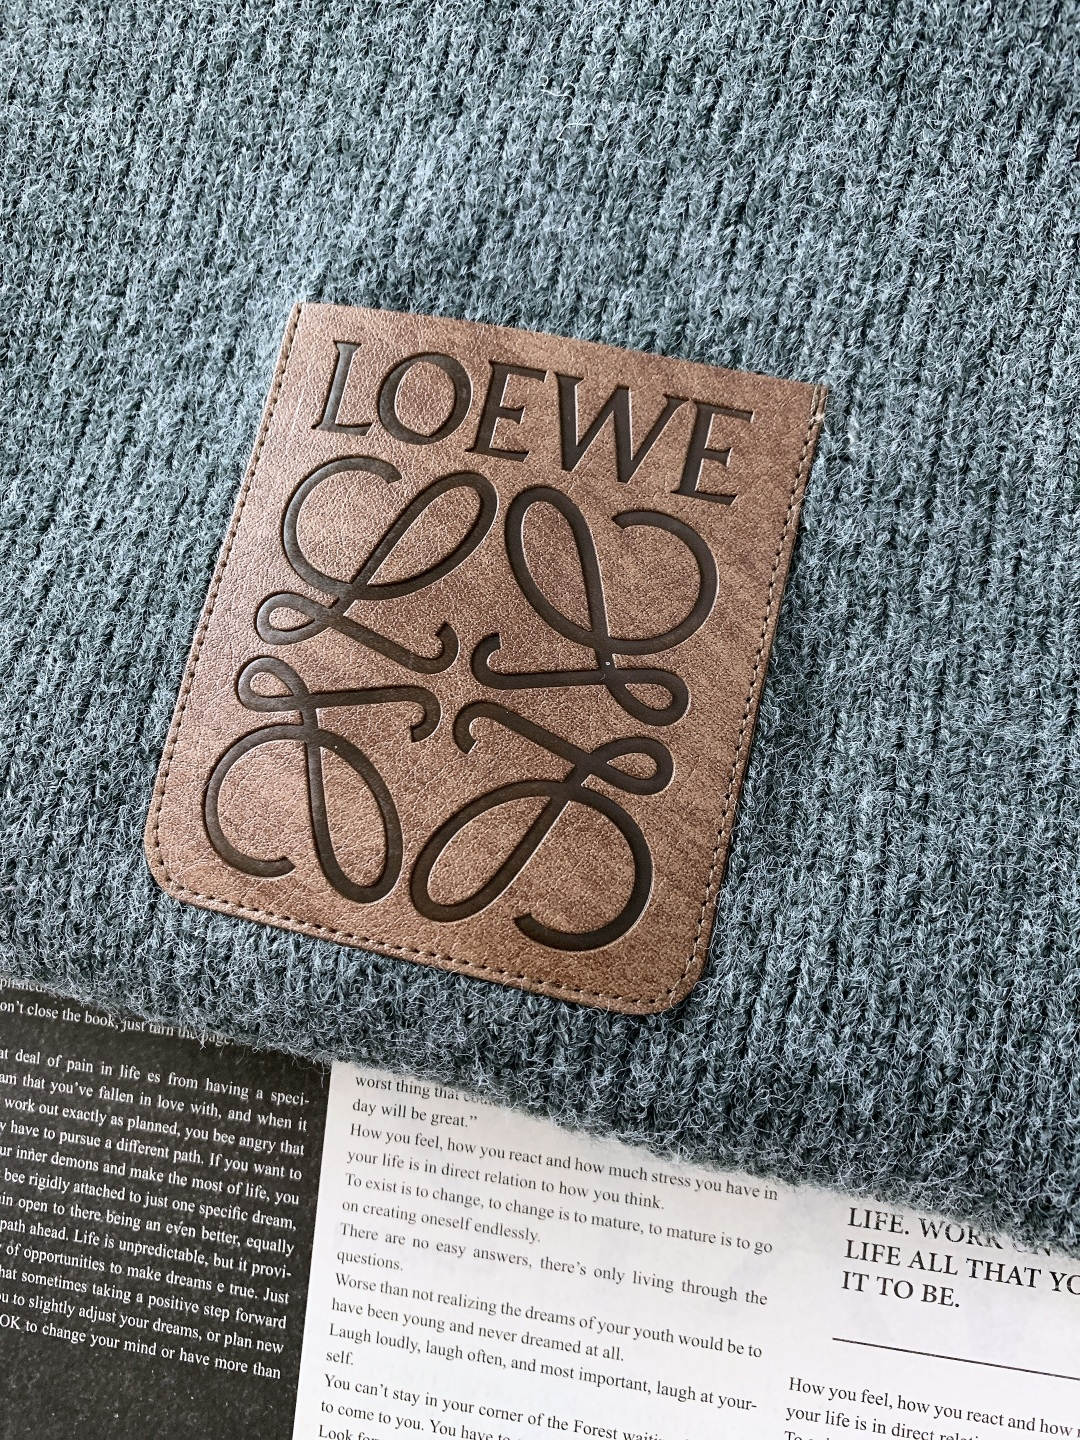 LOEWE
on't close the book, just turn the page.
at deal of pain in life es from having a speci-
am that you've fallen in love with, and when it
work out exactly as planned, you bee angry that
y have to pursue a different path. If you want to
ur inner demons and make the most of life, you
bee rigidly attached to just one specific dream,
in open to there being an even better, equally
path ahead. Life is unpredictable, but it provi-
of opportunities to make dreams e true. Just
hat sometimes taking a positive step forward
u to slightly adjust your dreams, or plan new
OK to change your mind or have more than
worst thing that
day will be great."
How you feel, how you react and how much stress you have in
your life is in direct relation to how you think.
To exist is to change, to change is to mature, to mature is to go
on creating oneself endlessly.
There are no easy answers, there's only living through the
questions.
Worse than not realizing the dreams of your youth would be to
have been young and never dreamed at all.
Laugh loudly, laugh often, and most important, laugh at your-
self.
You can't stay in your corner of the Forest
to come to you. You have to
Look
LIFE. WORK ON
LIFE ALL THAT YO
IT TO BE.
How you feel, how you react and how
your life is in direct